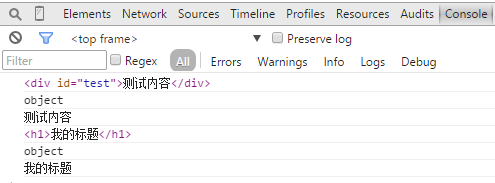 Elements Network Sources Timeline Profiles Resources Audits Console
<top frame> ▼ Preserve log
Filter Regex All Errors Warnings Info Logs Debug
<div id="test">测试内容</div>
object
测试内容
<h1>我的标题</h1>
object
我的标题